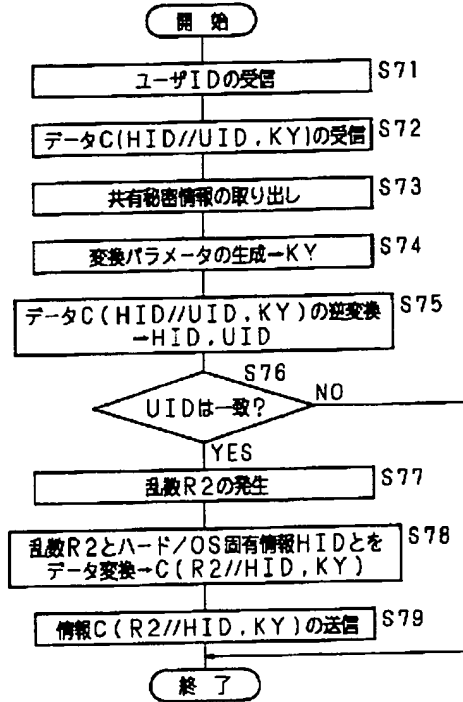 開始
ユーザIDの受信 S71
データC(HID//UID,KY)の受信 S72
共有秘密情報の取り出し S73
変換パラメータの生成→KY S74
データC(HID//UID,KY)の逆変換 S75
→HID,UID
S76
UIDは一致? NO
YES
乱数R2の発生 S77
乱数R2とハード/OS固有情報HIDとを S78
データ変換→C(R2//HID,KY)
情報C(R2//HID,KY)の送信 S79
終了